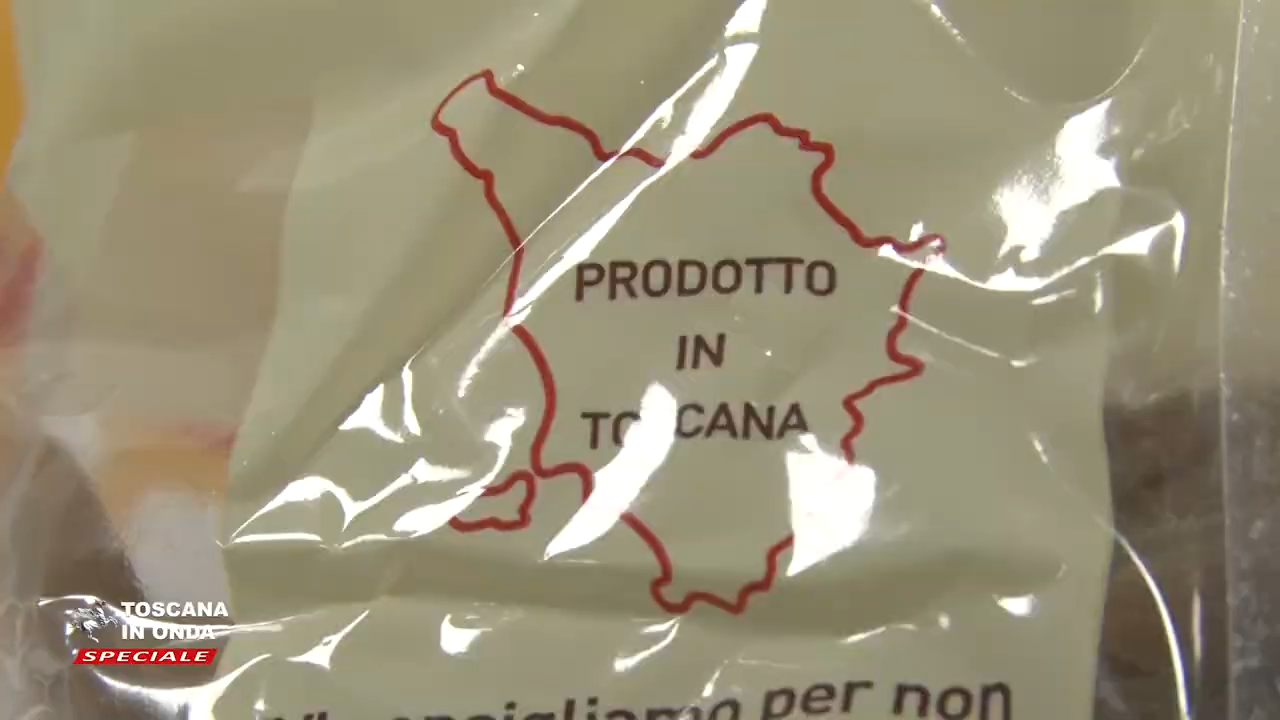 PRODOTTO
IN
TOSCANA
per non
TOSCANA
IN ONDA
SPECIALE